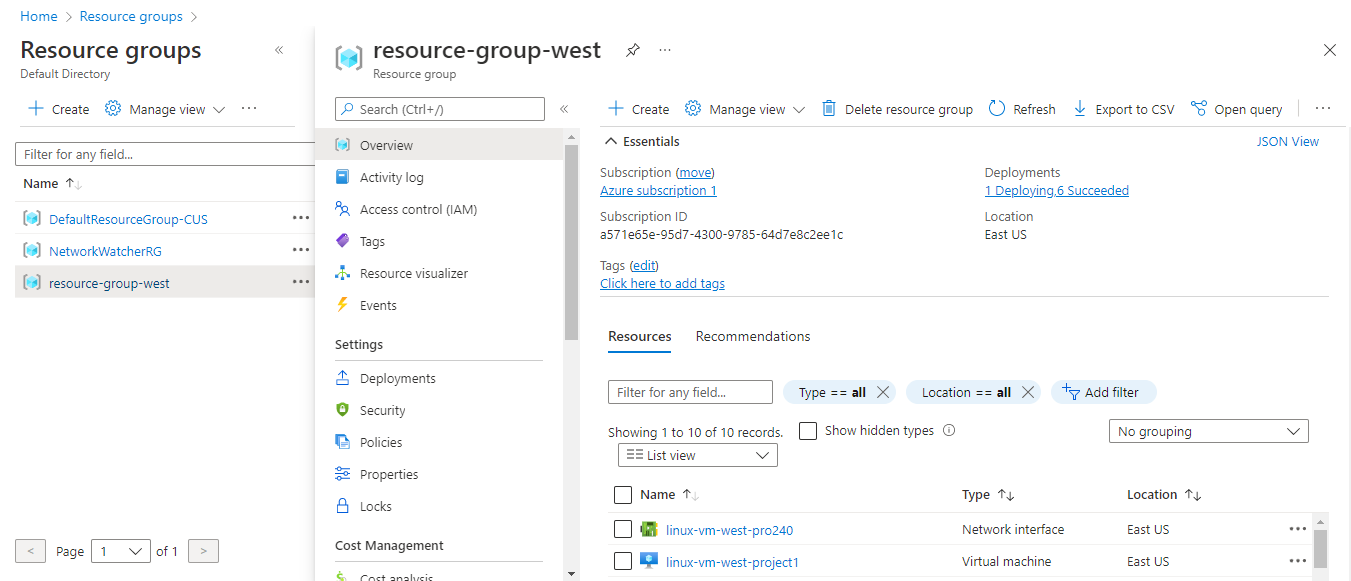 Home > Resource groups >
Resource groups «
Default Directory
+ Create Manage view ...
Filter for any field...
Name ↑↓
DefaultResourceGroup-CUS ...
NetworkWatcherRG ...
resource-group-west ...
< Page 1 of 1 >
resource-group-west ...
Resource group
Search (Ctrl+/) «
Overview
Activity log
Access control (IAM)
Tags
Resource visualizer
Events
Settings
Deployments
Security
Policies
Properties
Locks
Cost Management
Cost analysis
+ Create Manage view Delete resource group Refresh Export to CSV Open query ...
Essentials JSON View
Subscription (move)
Azure subscription 1
Subscription ID
a571e65e-95d7-4300-9785-64d7e8c2ee1c
Tags (edit)
Click here to add tags
Deployments
1 Deploying,6 Succeeded
Location
East US
Resources Recommendations
Filter for any field... Type == all Location == all Add filter
Showing 1 to 10 of 10 records. Show hidden types No grouping
List view
Name ↑↓ Type ↑↓ Location ↑↓
linux-vm-west-pro240 Network interface East US ...
linux-vm-west-project1 Virtual machine East US ...